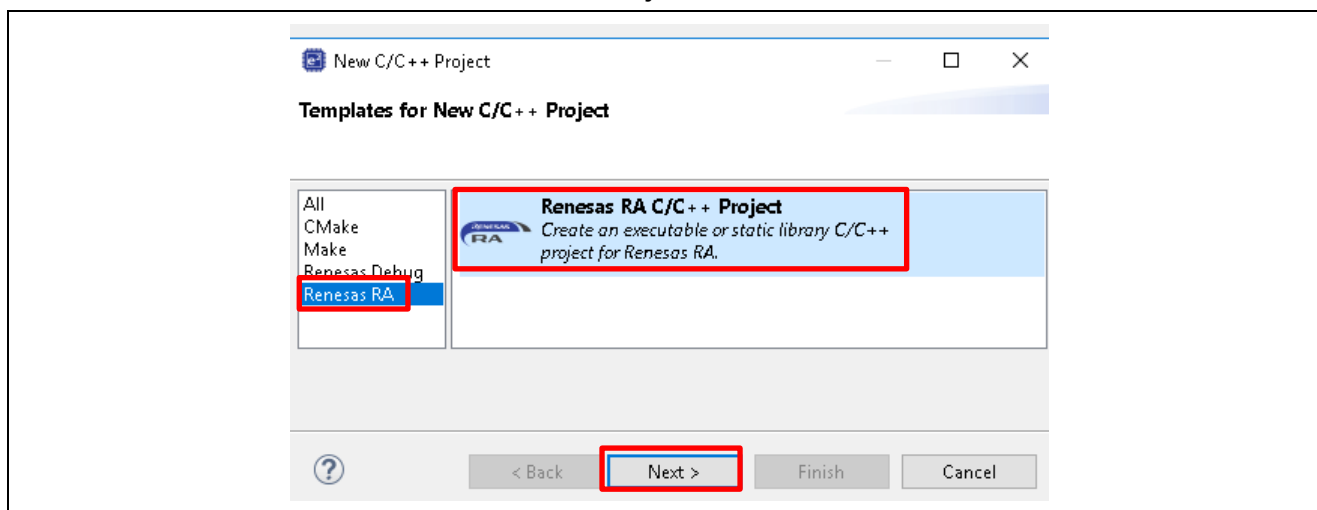 New C/C++ Project
Templates for New C/C++ Project
All
CMake
Make
Renesas Debug
Renesas RA
RENESAS
RA
Renesas RA C/C++ Project
Create an executable or static library C/C++
project for Renesas RA.
?
< Back
Next >
Finish
Cancel